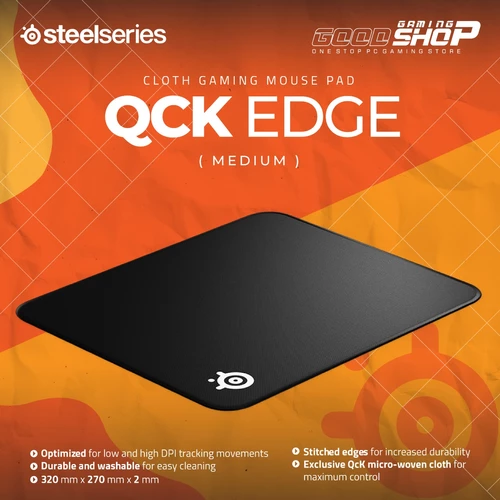 steelseries
GAMING
GOOD SHOP
ONE STOP PC GAMING STORE
CLOTH GAMING MOUSE PAD
QCK EDGE
( MEDIUM )
Optimized for low and high DPI tracking movements
Durable and washable for easy cleaning
320 mm x 270 mm x 2 mm
Stitched edges for increased durability
Exclusive QcK micro-woven cloth for
maximum control